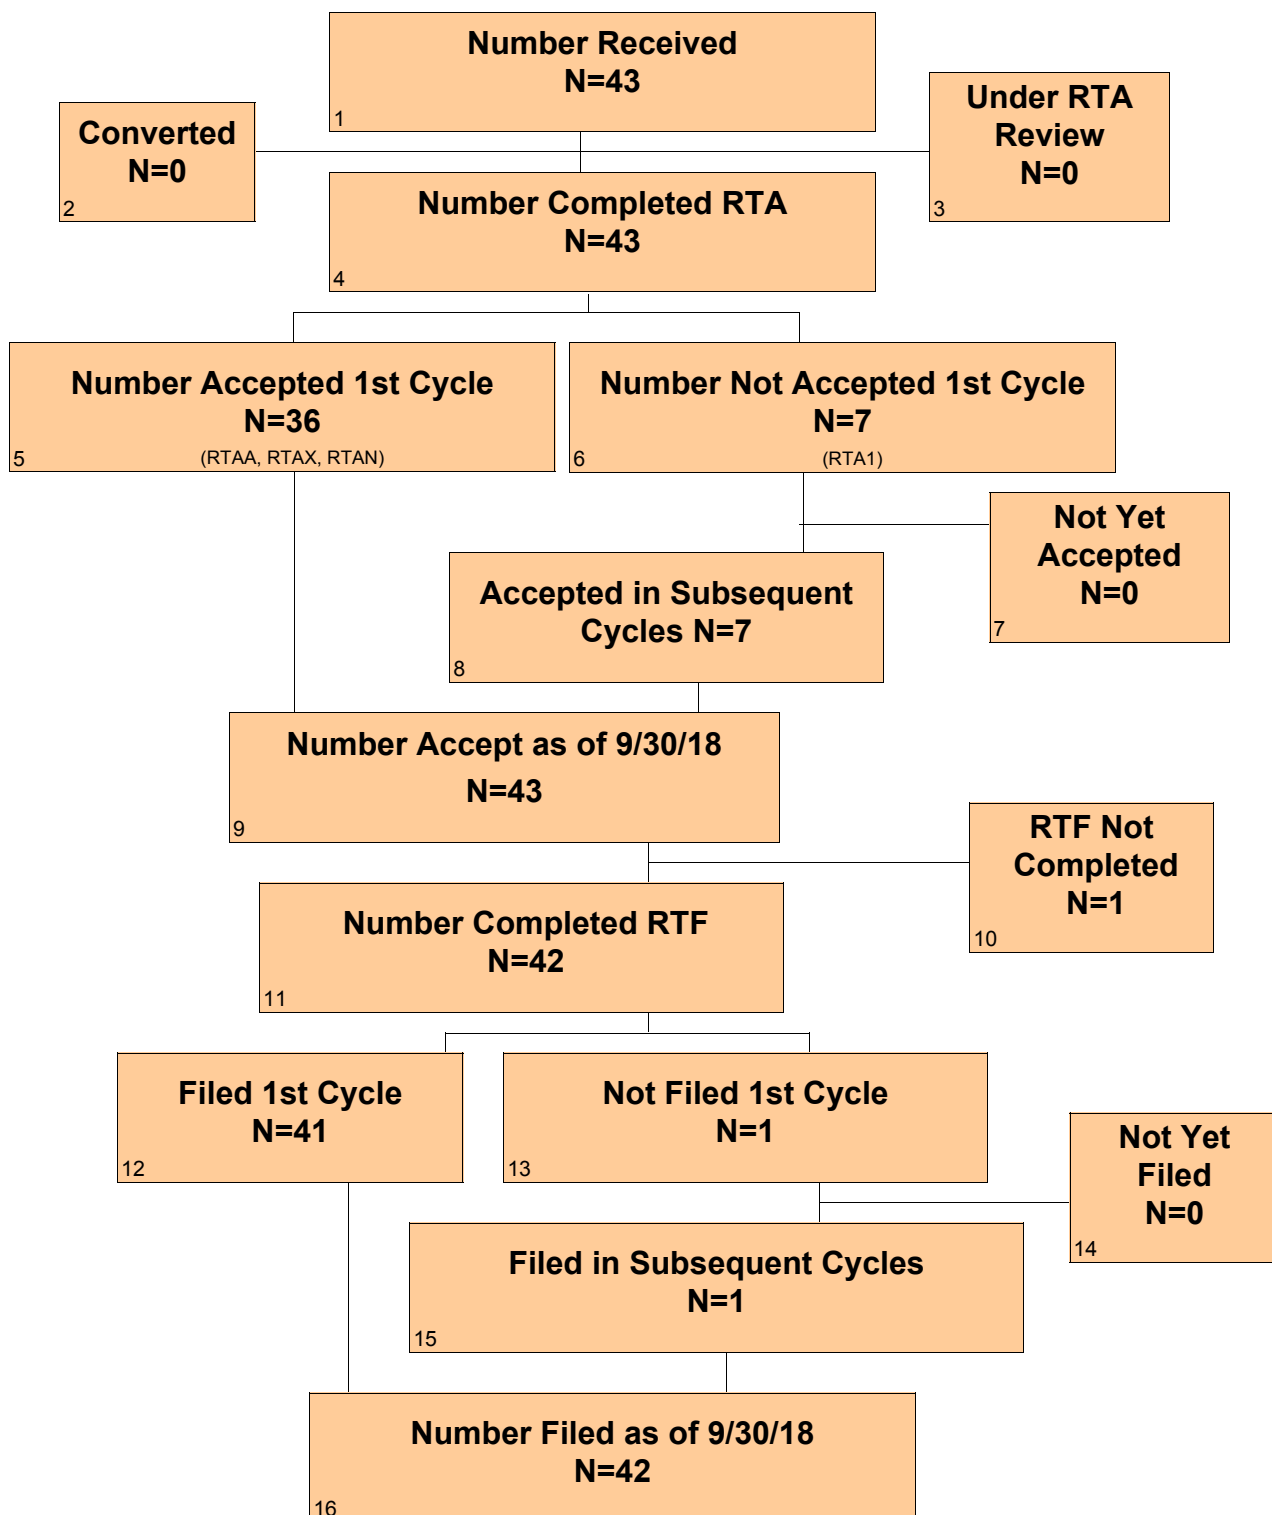 Number Received
N=43
1
Converted
N=0
2
Under RTA
Review
N=0
3
Number Completed RTA
N=43
4
Number Accepted 1st Cycle
N=36
(RTAA, RTAX, RTAN)
5
Number Not Accepted 1st Cycle
N=7
(RTA1)
6
Not Yet
Accepted
N=0
7
Accepted in Subsequent
Cycles N=7
8
Number Accept as of 9/30/18
N=43
9
RTF Not
Completed
N=1
10
Number Completed RTF
N=42
11
Filed 1st Cycle
N=41
12
Not Filed 1st Cycle
N=1
13
Not Yet
Filed
N=0
14
Filed in Subsequent Cycles
N=1
15
Number Filed as of 9/30/18
N=42
16